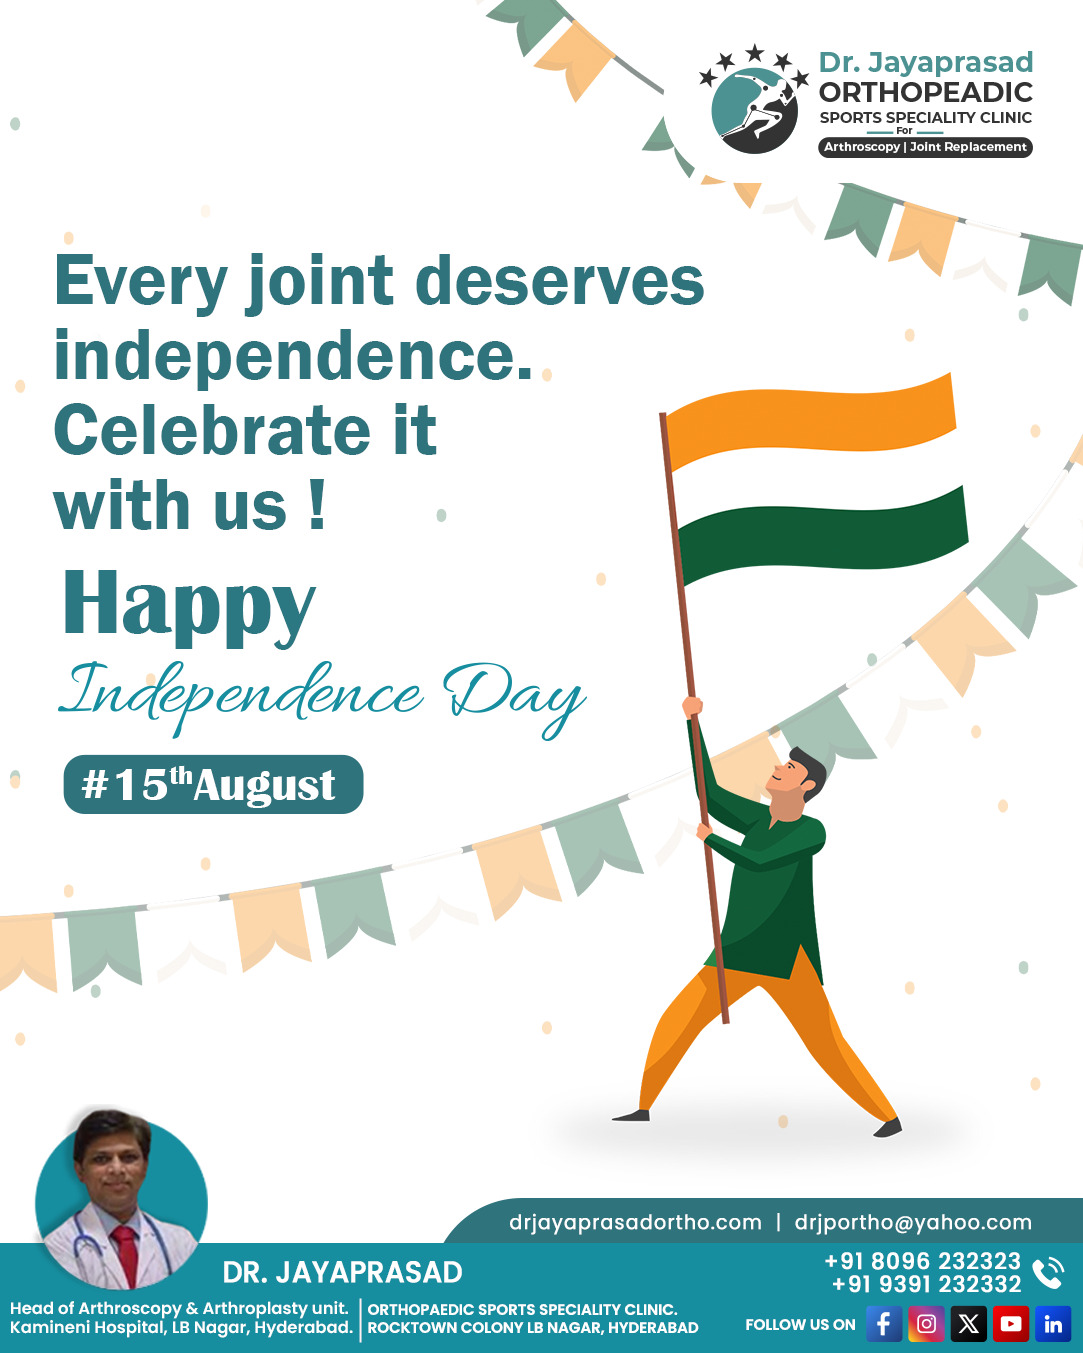 Dr. Jayaprasad
ORTHOPEADIC
SPORTS SPECIALITY CLINIC
For
Arthroscopy | Joint Replacement
Every joint deserves
independence.
Celebrate it
with us !
Happy
Independence Day
#15thAugust
drjayaprasadortho.com | drjportho@yahoo.com
+91 8096 232323
+91 9391 232332
DR. JAYAPRASAD
Head of Arthroscopy & Arthroplasty unit.
Kamineni Hospital, LB Nagar, Hyderabad.
ORTHOPAEDIC SPORTS SPECIALITY CLINIC.
ROCKTOWN COLONY LB NAGAR, HYDERABAD
FOLLOW US ON